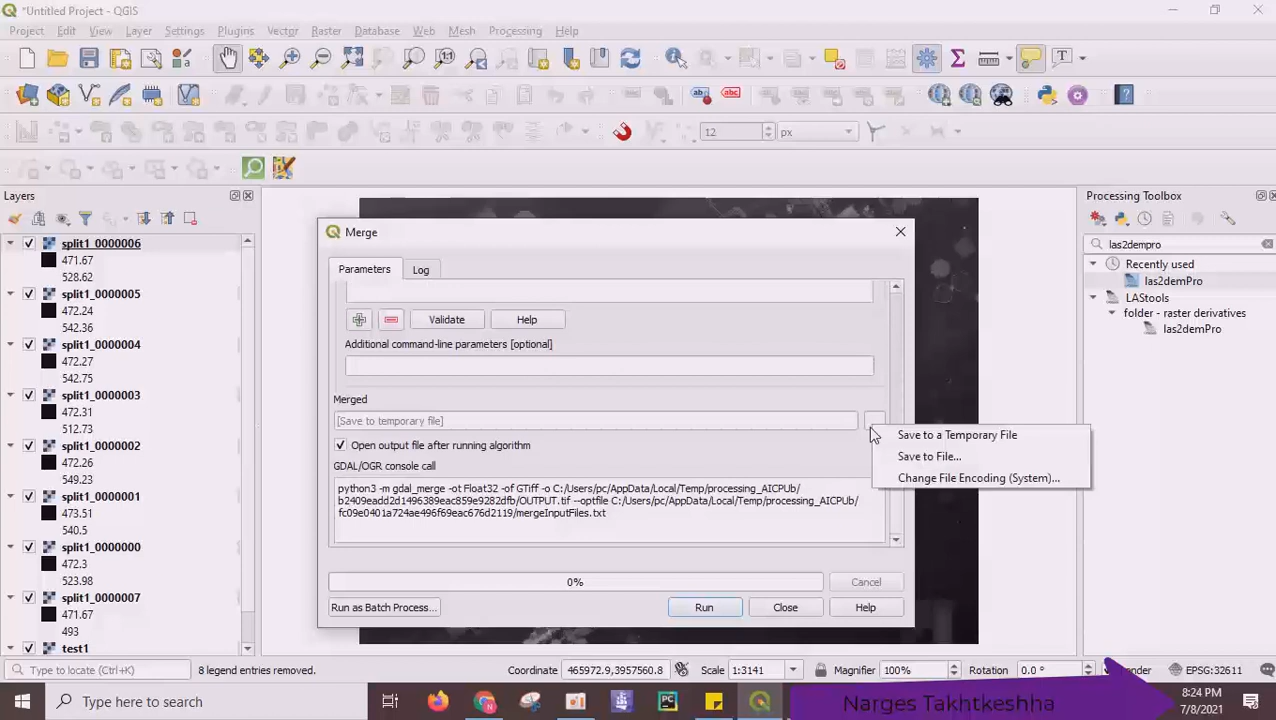 *Untitled Project - QGIS
Project Edit View Layer Settings Plugins Vector Raster Database Web Mesh Processing Help
12 px
Layers
split1_0000006
471.67
528.62
split1_0000005
472.24
542.36
split1_0000004
472.27
542.75
split1_0000003
472.31
512.73
split1_0000002
472.26
549.23
split1_0000001
473.51
540.5
split1_0000000
472.3
523.98
split1_0000007
471.67
493
test1
Merge
Parameters Log
Validate Help
Additional command-line parameters [optional]
Merged
[Save to temporary file]
Open output file after running algorithm
GDAL/OGR console call
python3 -m gdal_merge -ot Float32 -of GTiff -o C:/Users/pc/AppData/Local/Temp/processing_AICPUb/
b2409eadd2d1496389eac859e9282dfb/OUTPUT.tif --optfile C:/Users/pc/AppData/Local/Temp/processing_AICPUb/
fc09e0401a724ae496f69eac676d2119/mergeInputFiles.txt
0% Cancel
Run as Batch Process... Run Close Help
Save to a Temporary File
Save to File...
Change File Encoding (System)...
Processing Toolbox
las2dempro
Recently used
las2demPro
LAStools
folder - raster derivatives
las2demPro
Type to locate (Ctrl+K) 8 legend entries removed. Coordinate 465972.9,3957560.8 Scale 1:3141 Magnifier 100% Rotation 0.0 ° EPSG:32611
Type here to search
Narges Takhtkeshha
8:24 PM
7/8/2021